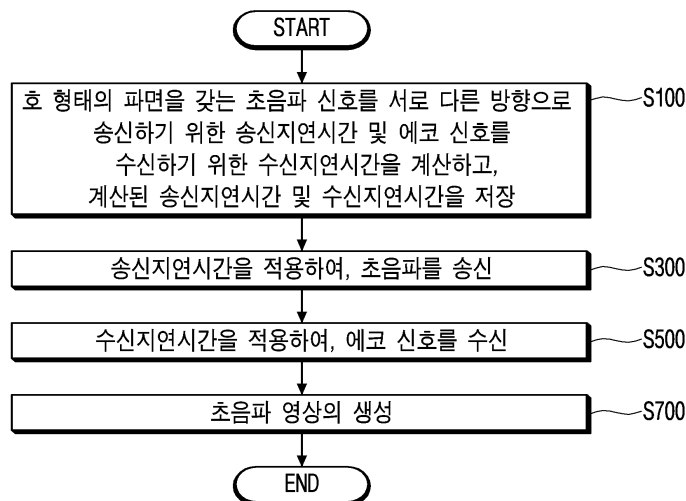 START
호 형태의 파면을 갖는 초음파 신호를 서로 다른 방향으로
송신하기 위한 송신지연시간 및 에코 신호를
수신하기 위한 수신지연시간을 계산하고,
계산된 송신지연시간 및 수신지연시간을 저장
S100
송신지연시간을 적용하여, 초음파를 송신
S300
수신지연시간을 적용하여, 에코 신호를 수신
S500
초음파 영상의 생성
S700
END